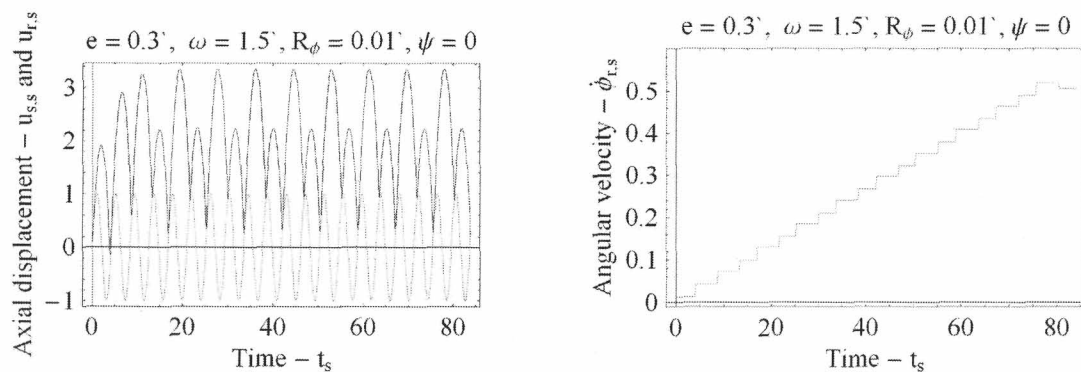 e = 0.3`, ω = 1.5`, R_ϕ = 0.01`, ψ = 0
Axial displacement – u_s.s and u_r.s
3
2
1
0
−1
0 20 40 60 80
Time – t_s
e = 0.3`, ω = 1.5`, R_ϕ = 0.01`, ψ = 0
Angular velocity – ϕ̇_r.s
0.5
0.4
0.3
0.2
0.1
0
0 20 40 60 80
Time – t_s